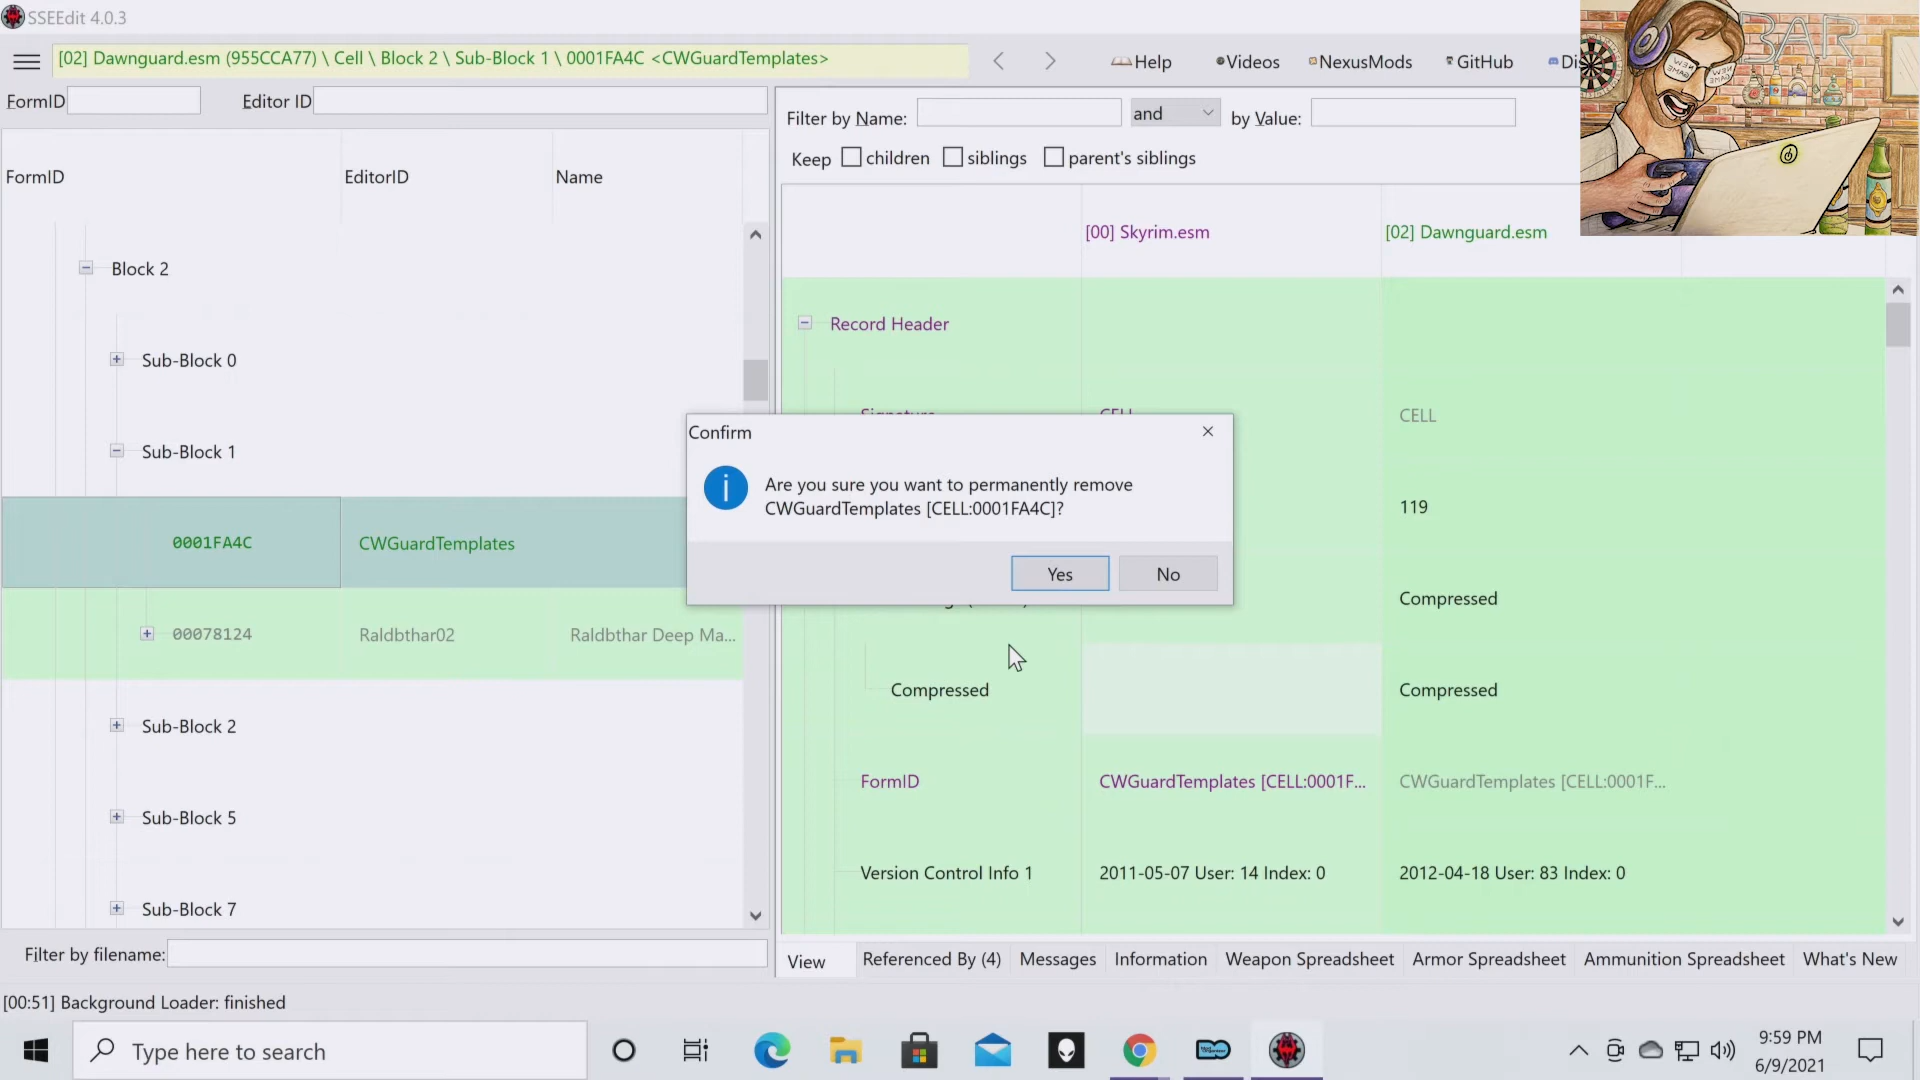 SSEEdit 4.0.3
[02] Dawnguard.esm (955CCA77) \ Cell \ Block 2 \ Sub-Block 1 \ 0001FA4C <CWGuardTemplates>
Help
Videos
NexusMods
GitHub
FormID
Editor ID
Filter by Name:
and
by Value:
Keep
children
siblings
parent's siblings
FormID
EditorID
Name
[00] Skyrim.esm
[02] Dawnguard.esm
Block 2
Sub-Block 0
Sub-Block 1
0001FA4C
CWGuardTemplates
00078124
Raldbthar02
Raldbthar Deep Ma...
Sub-Block 2
Sub-Block 5
Sub-Block 7
Record Header
Signature
CELL
CELL
119
Compressed
Compressed
Compressed
FormID
CWGuardTemplates [CELL:0001F...
CWGuardTemplates [CELL:0001F...
Version Control Info 1
2011-05-07 User: 14 Index: 0
2012-04-18 User: 83 Index: 0
Confirm
Are you sure you want to permanently remove
CWGuardTemplates [CELL:0001FA4C]?
Yes
No
Filter by filename:
View
Referenced By (4)
Messages
Information
Weapon Spreadsheet
Armor Spreadsheet
Ammunition Spreadsheet
What's New
[00:51] Background Loader: finished
Type here to search
9:59 PM
6/9/2021
BAR